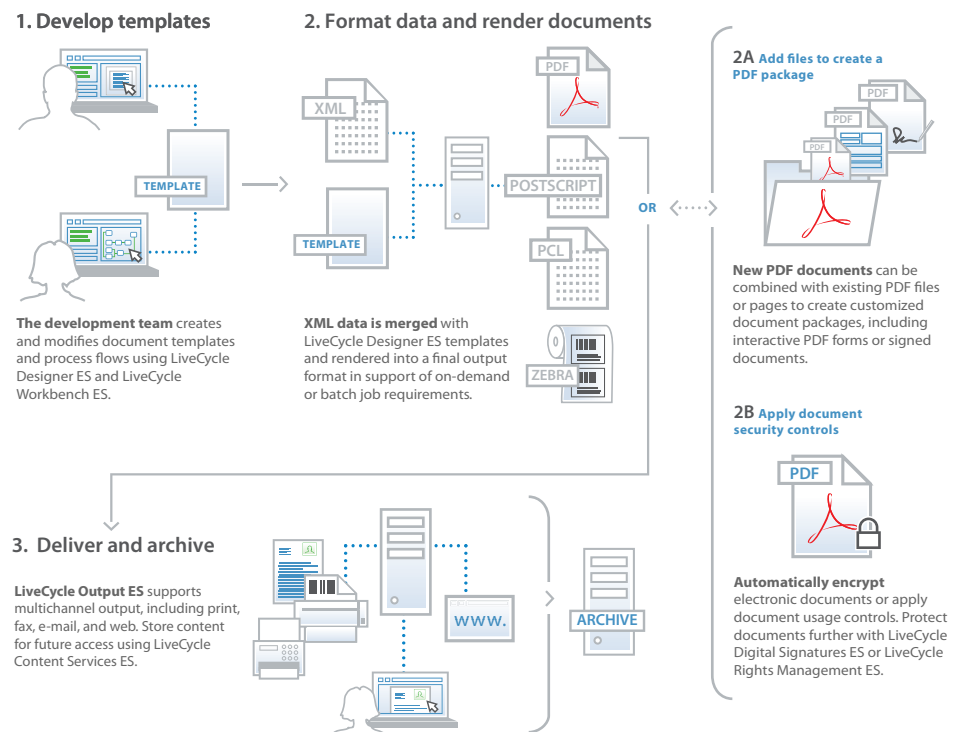 1. Develop templates
TEMPLATE
The development team creates
and modifies document templates
and process flows using LiveCycle
Designer ES and LiveCycle
Workbench ES.
2. Format data and render documents
XML
TEMPLATE
PDF
POSTSCRIPT
PCL
ZEBRA
XML data is merged with
LiveCycle Designer ES templates
and rendered into a final output
format in support of on-demand
or batch job requirements.
OR
2A Add files to create a
PDF package
PDF
PDF
PDF
New PDF documents can be
combined with existing PDF files
or pages to create customized
document packages, including
interactive PDF forms or signed
documents.
2B Apply document
security controls
PDF
Automatically encrypt
electronic documents or apply
document usage controls. Protect
documents further with LiveCycle
Digital Signatures ES or LiveCycle
Rights Management ES.
3. Deliver and archive
LiveCycle Output ES supports
multichannel output, including print,
fax, e-mail, and web. Store content
for future access using LiveCycle
Content Services ES.
www.
ARCHIVE